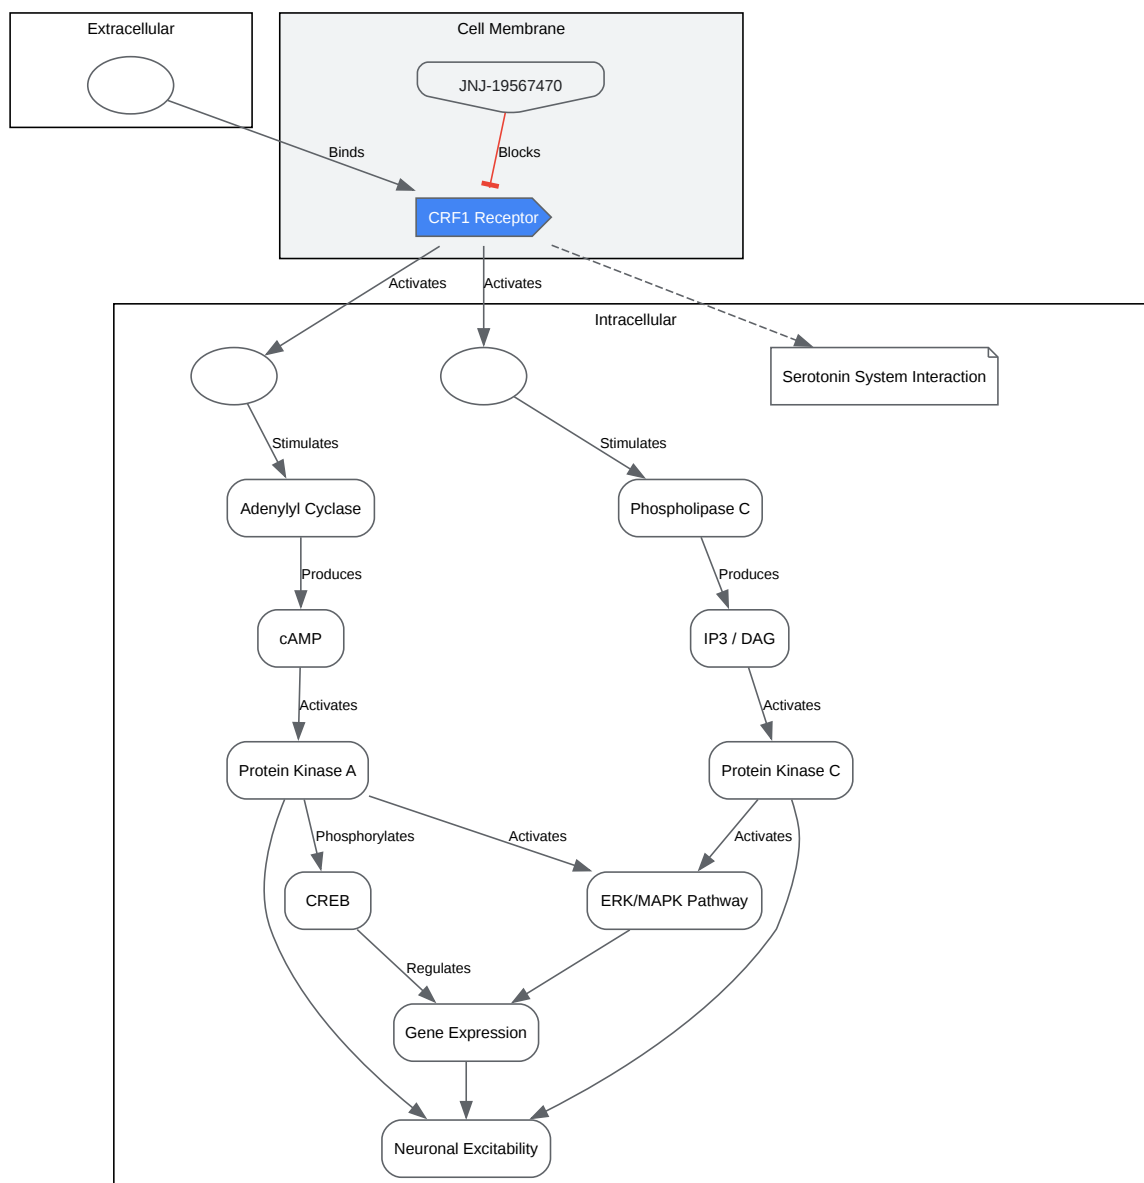 Extracellular
Cell Membrane
JNJ-19567470
Binds
Blocks
CRF1 Receptor
Activates
Activates
Intracellular
Serotonin System Interaction
Stimulates
Stimulates
Adenylyl Cyclase
Phospholipase C
Produces
Produces
cAMP
IP3 / DAG
Activates
Activates
Protein Kinase A
Protein Kinase C
Phosphorylates
Activates
Activates
CREB
ERK/MAPK Pathway
Regulates
Gene Expression
Neuronal Excitability